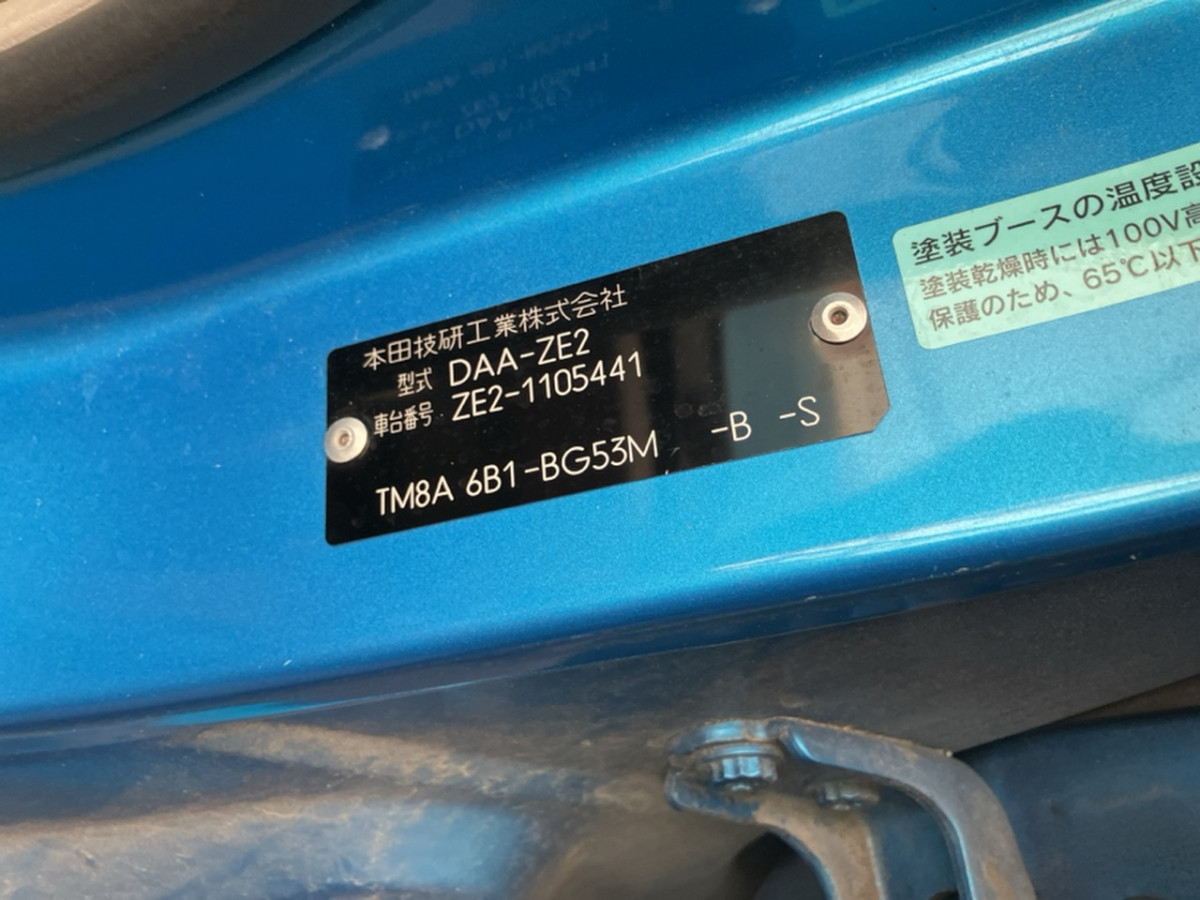 本田技研工業株式会社
型式 DAA-ZE2
車台番号 ZE2-1105441
TM8A 6B1-BG53M -B -S
塗装ブースの温度設
塗装乾燥時には100V高
保護のため、65℃以下